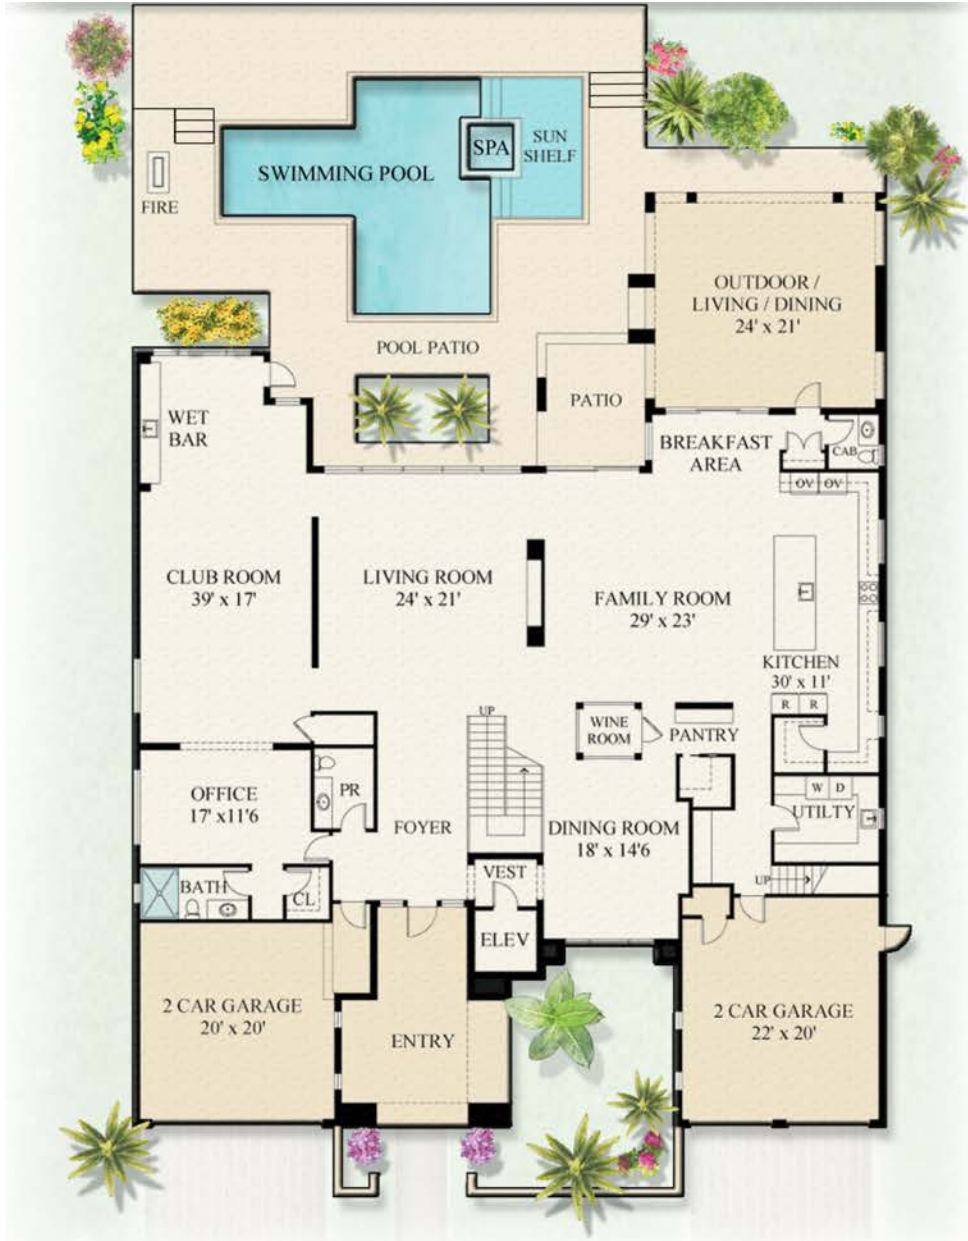 SWIMMING POOL
SPA
SUN
SHELF
FIRE
OUTDOOR /
LIVING / DINING
24' x 21'
POOL PATIO
PATIO
WET
BAR
BREAKFAST
AREA
CAB
OV OV
CLUB ROOM
39' x 17'
LIVING ROOM
24' x 21'
FAMILY ROOM
29' x 23'
KITCHEN
30' x 11'
R R
UP
WINE
ROOM
PANTRY
OFFICE
17' x11'6
PR
FOYER
DINING ROOM
18' x 14'6
W D
UTILTY
BATH
CL
VEST
UP
ELEV
2 CAR GARAGE
20' x 20'
ENTRY
2 CAR GARAGE
22' x 20'